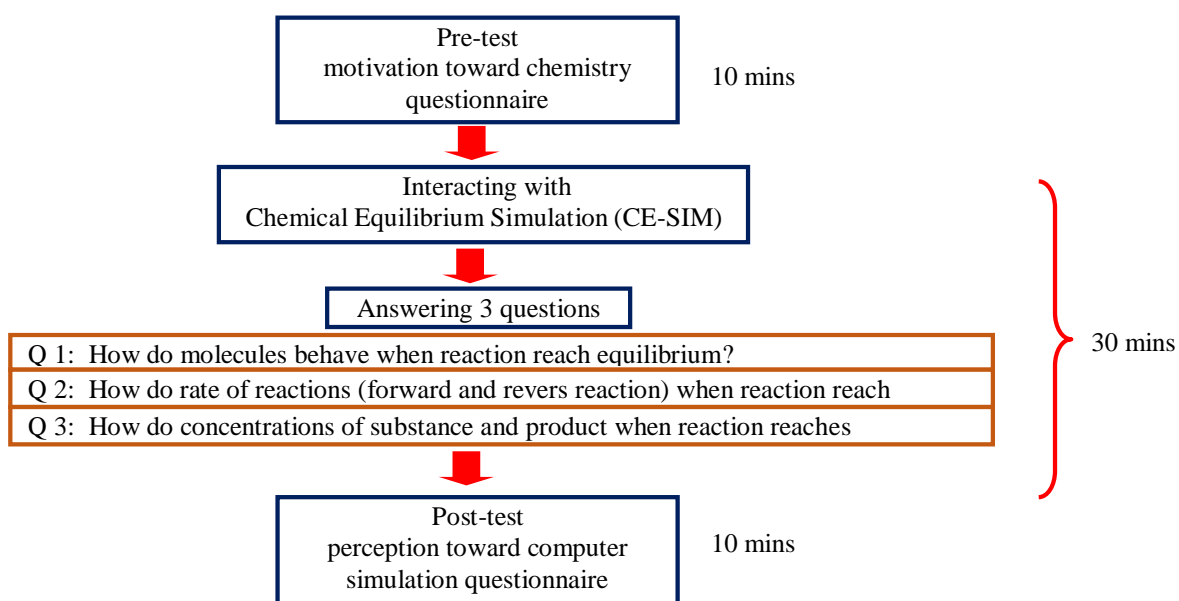 Pre-test
motivation toward chemistry
questionnaire
10 mins
Interacting with
Chemical Equilibrium Simulation (CE-SIM)
Answering 3 questions
Q 1: How do molecules behave when reaction reach equilibrium?
Q 2: How do rate of reactions (forward and revers reaction) when reaction reach
Q 3: How do concentrations of substance and product when reaction reaches
30 mins
Post-test
perception toward computer
simulation questionnaire
10 mins